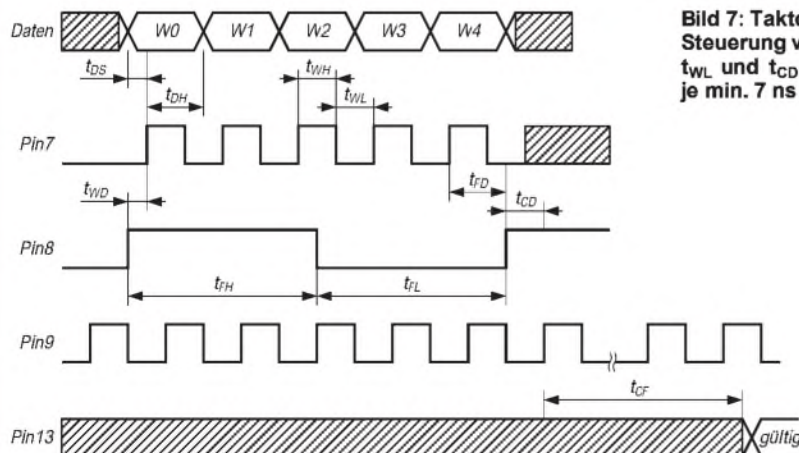 Daten W0 W1 W2 W3 W4
Bild 7: Takt
Steuerung
tWL und tCD
je min. 7 ns
tDS tDH tWH tWL
Pin7
tWD tFD tCD
Pin8
tFH tFL
Pin9
tCF
Pin13 gültig